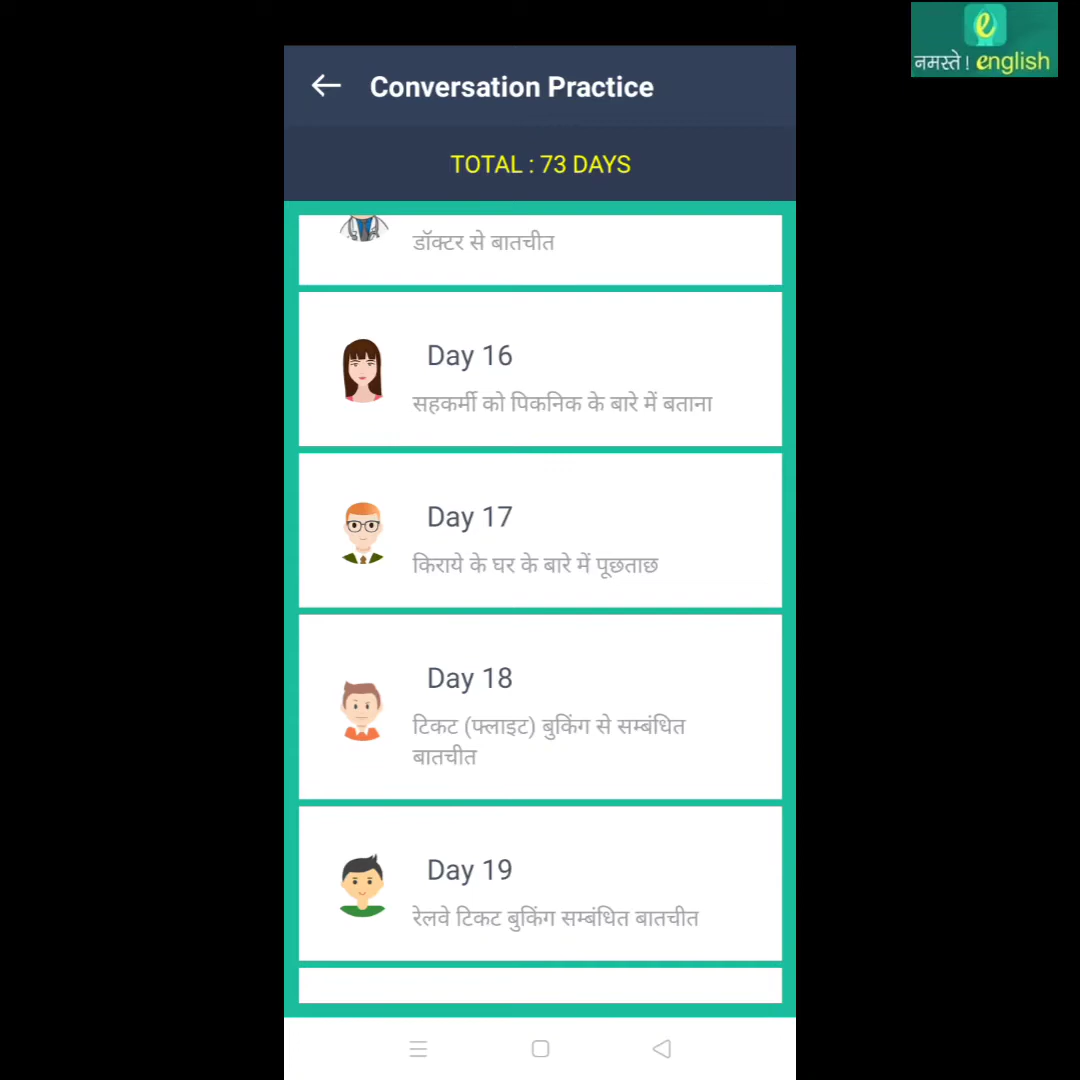 नमस्ते! english
Conversation Practice
TOTAL : 73 DAYS
डॉक्टर से बातचीत
Day 16
सहकर्मी को पिकनिक के बारे में बताना
Day 17
किराये के घर के बारे में पूछताछ
Day 18
टिकट (फ्लाइट) बुकिंग से सम्बंधित
बातचीत
Day 19
रेलवे टिकट बुकिंग सम्बंधित बातचीत